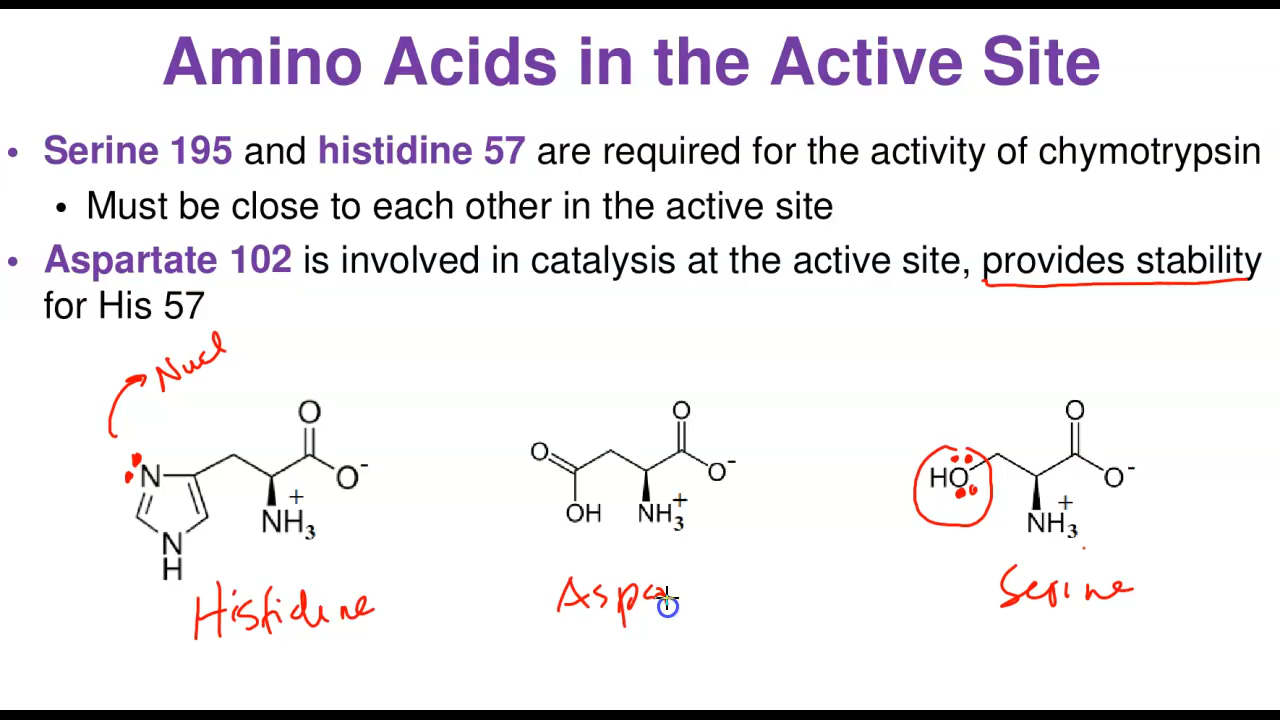 Amino Acids in the Active Site
• Serine 195 and histidine 57 are required for the activity of chymotrypsin
• Must be close to each other in the active site
• Aspartate 102 is involved in catalysis at the active site, provides stability
for His 57
Nucl
O
N
O-
+
NH3
N
H
O
O
O-
OH
+
NH3
O
HO
O-
+
NH3
Histidine
Aspa
Serine